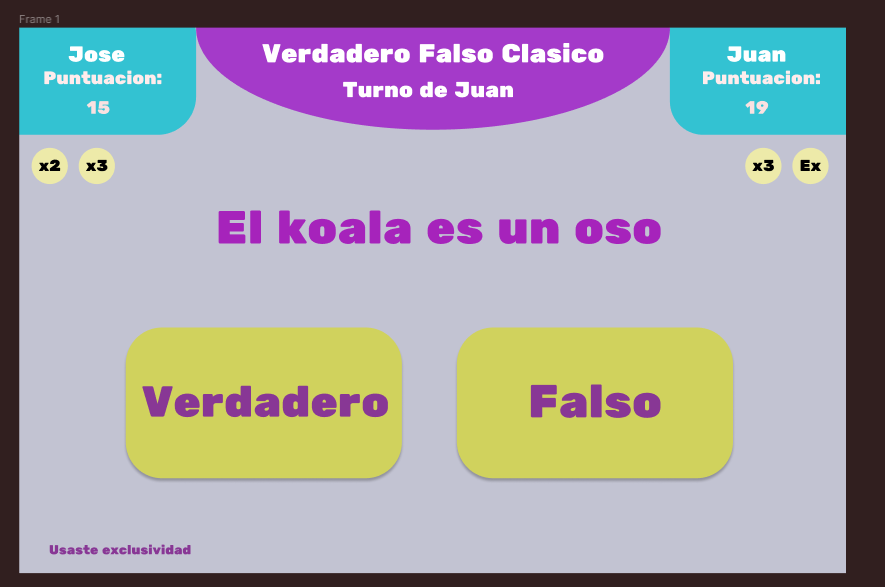 Frame 1
Jose
Puntuacion:
15
Verdadero Falso Clasico
Turno de Juan
Juan
Puntuacion:
19
x2 x3
x3 Ex
El koala es un oso
Verdadero
Falso
Usaste exclusividad